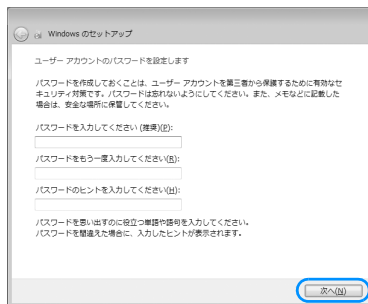 Windows のセットアップ
ユーザー アカウントのパスワードを設定します
パスワードを作成しておくことは、ユーザー アカウントを第三者から保護するために有効なセ
キュリティ対策です。パスワードは忘れないようにしてください。また、メモなどに記載した
場合は、安全な場所に保管してください。
パスワードを入力してください (推奨)(P):
パスワードをもう一度入力してください(R):
パスワードのヒントを入力してください(H):
パスワードを思い出すのに役立つ単語や語句を入力してください。
パスワードを間違えた場合に、入力したヒントが表示されます。
次へ(N)